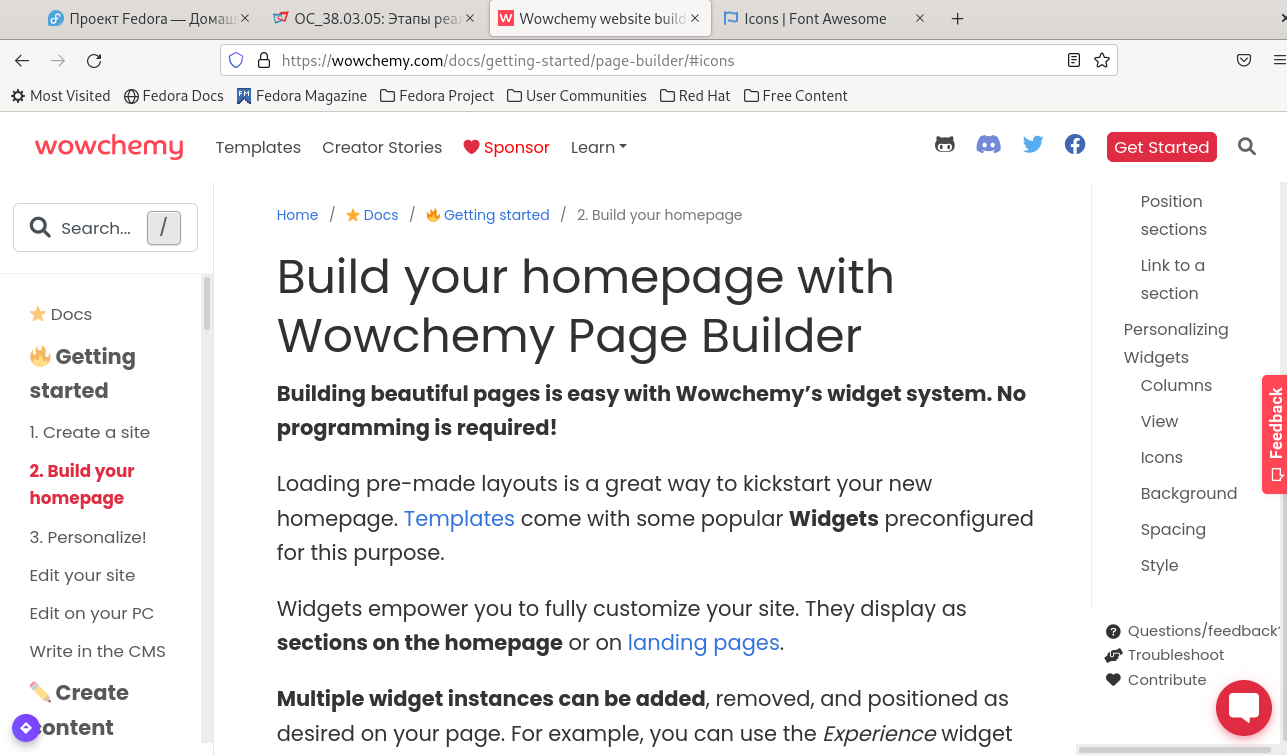 Проект Fedora — Домаш
ОС_38.03.05: Этапы реал
Wowchemy website build
Icons | Font Awesome
https://wowchemy.com/docs/getting-started/page-builder/#icons
Most Visited Fedora Docs Fedora Magazine Fedora Project User Communities Red Hat Free Content
wowchemy Templates Creator Stories Sponsor Learn Get Started
Search... /
Docs
Getting
started
1. Create a site
2. Build your
homepage
3. Personalize!
Edit your site
Edit on your PC
Write in the CMS
Create
content
Home / Docs / Getting started / 2. Build your homepage
Build your homepage with
Wowchemy Page Builder
Building beautiful pages is easy with Wowchemy’s widget system. No
programming is required!
Loading pre-made layouts is a great way to kickstart your new
homepage. Templates come with some popular Widgets preconfigured
for this purpose.
Widgets empower you to fully customize your site. They display as
sections on the homepage or on landing pages.
Multiple widget instances can be added, removed, and positioned as
desired on your page. For example, you can use the Experience widget
Position
sections
Link to a
section
Personalizing
Widgets
Columns
View
Icons
Background
Spacing
Style
Questions/feedback?
Troubleshoot
Contribute
Feedback